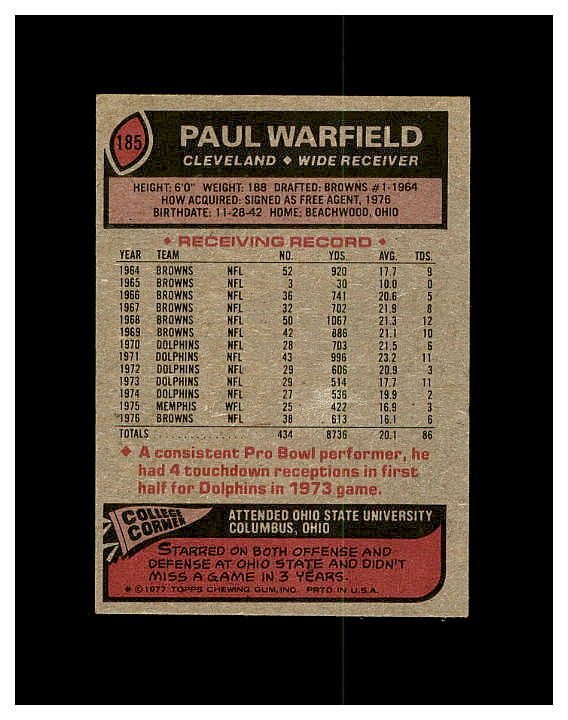 185
PAUL WARFIELD
CLEVELAND ◆ WIDE RECEIVER
HEIGHT: 6'0" WEIGHT: 188 DRAFTED: BROWNS #1-1964
HOW ACQUIRED: SIGNED AS FREE AGENT, 1976
BIRTHDATE: 11-28-42 HOME: BEACHWOOD, OHIO
◆ RECEIVING RECORD ◆
YEAR TEAM NO. YDS. AVG. TDS.
1964 BROWNS NFL 52 920 17.7 9
1965 BROWNS NFL 3 30 10.0 0
1966 BROWNS NFL 36 741 20.6 5
1967 BROWNS NFL 32 702 21.9 8
1968 BROWNS NFL 50 1067 21.3 12
1969 BROWNS NFL 42 886 21.1 10
1970 DOLPHINS NFL 28 703 21.5 6
1971 DOLPHINS NFL 43 996 23.2 11
1972 DOLPHINS NFL 29 606 20.9 3
1973 DOLPHINS NFL 29 514 17.7 11
1974 DOLPHINS NFL 27 536 19.9 2
1975 MEMPHIS WFL 25 422 16.9 3
1976 BROWNS NFL 38 613 16.1 6
TOTALS .................. 434 8736 20.1 86
◆ A consistent Pro Bowl performer, he
had 4 touchdown receptions in first
half for Dolphins in 1973 game.
COLLEGE
CORNER
ATTENDED OHIO STATE UNIVERSITY
COLUMBUS, OHIO
STARRED ON BOTH OFFENSE AND
DEFENSE AT OHIO STATE AND DIDN'T
MISS A GAME IN 3 YEARS.
* © 1977 TOPPS CHEWING GUM, INC. PRTD IN U.S.A.